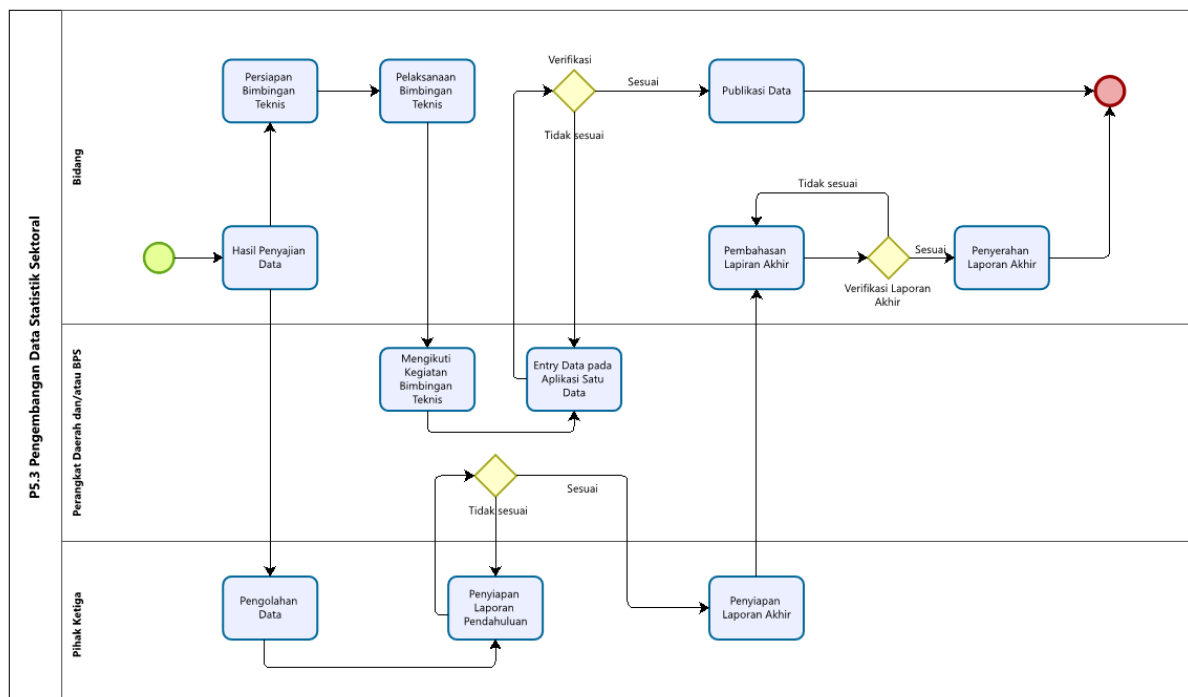 P5.3 Pengembangan Data Statistik Sektoral
Bidang
Persiapan
Bimbingan
Teknis
Pelaksanaan
Bimbingan
Teknis
Verifikasi
Sesuai
Tidak sesuai
Publikasi Data
Hasil Penyajian
Data
Tidak sesuai
Pembahasan
Lapiran Akhir
Sesuai
Verifikasi Laporan
Akhir
Penyerahan
Laporan Akhir
Perangkat Daerah dan/atau BPS
Mengikuti
Kegiatan
Bimbingan
Teknis
Entry Data pada
Aplikasi Satu
Data
Sesuai
Tidak sesuai
Pihak Ketiga
Pengolahan
Data
Penyiapan
Laporan
Pendahuluan
Penyiapan
Laporan Akhir